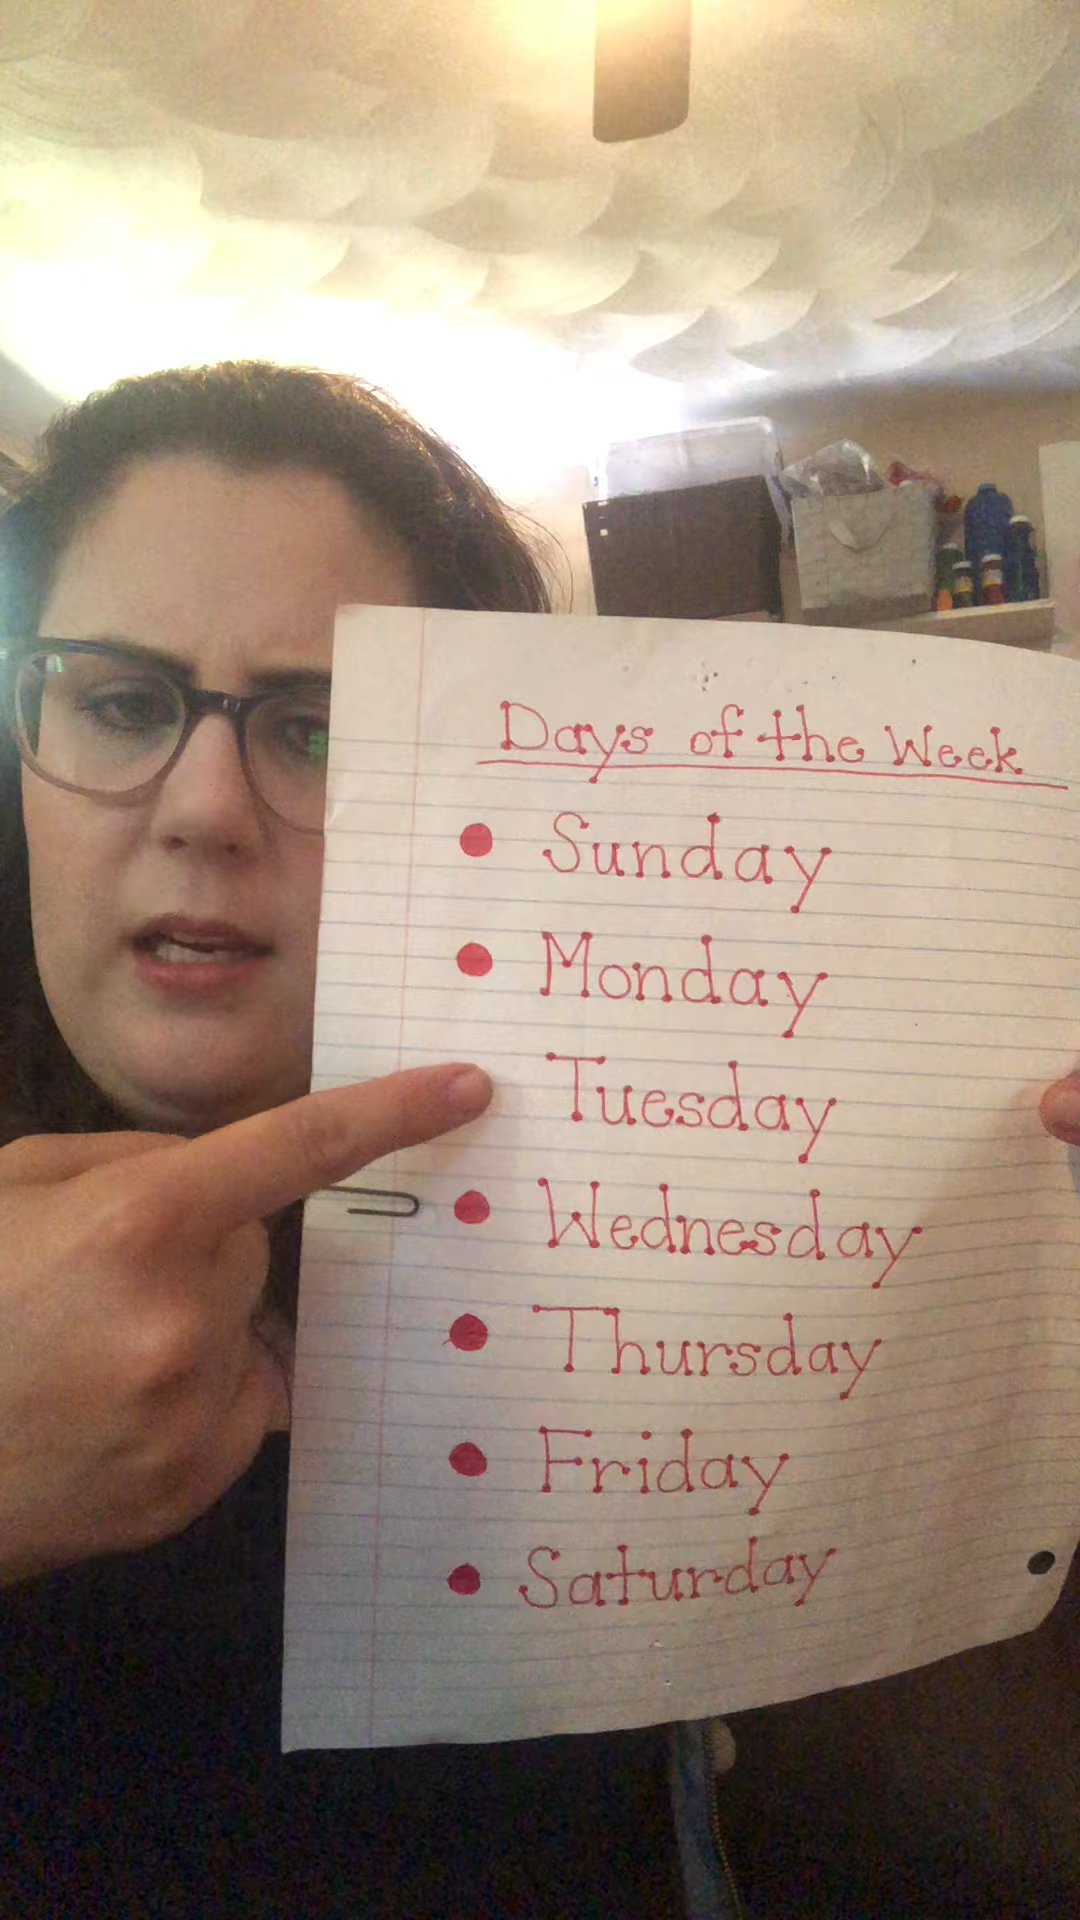 Days of the Week
• Sunday
• Monday
Tuesday
• Wednesday
• Thursday
• Friday
• Saturday